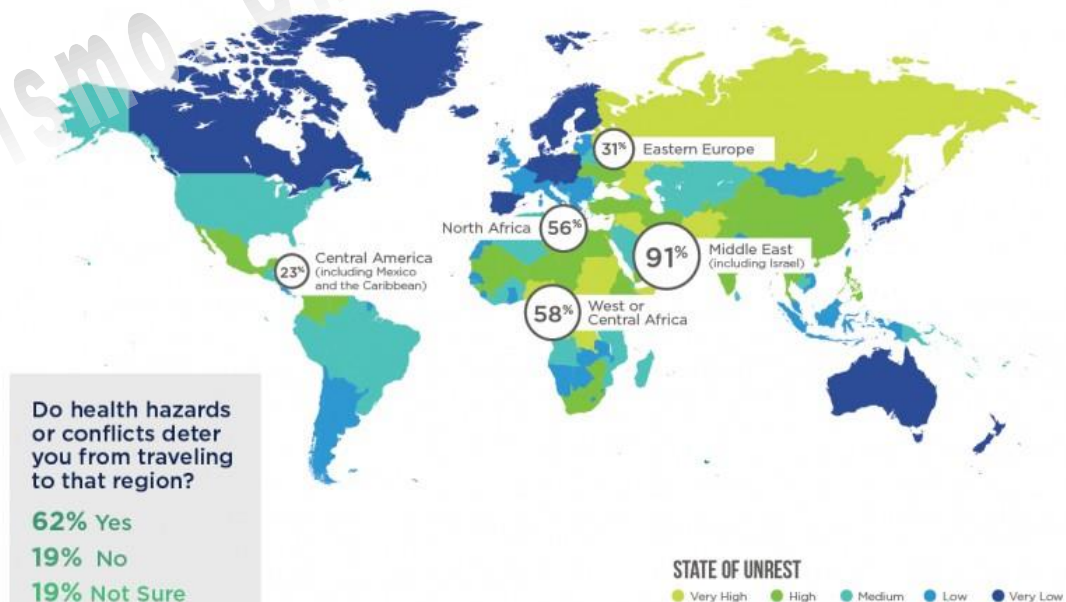 31% Eastern Europe
North Africa 56%
91% Middle East
(including Israel)
23% Central America
(including Mexico
and the Caribbean)
58% West or
Central Africa
Do health hazards
or conflicts deter
you from traveling
to that region?
62% Yes
19% No
19% Not Sure
STATE OF UNREST
Very High High Medium Low Very Low